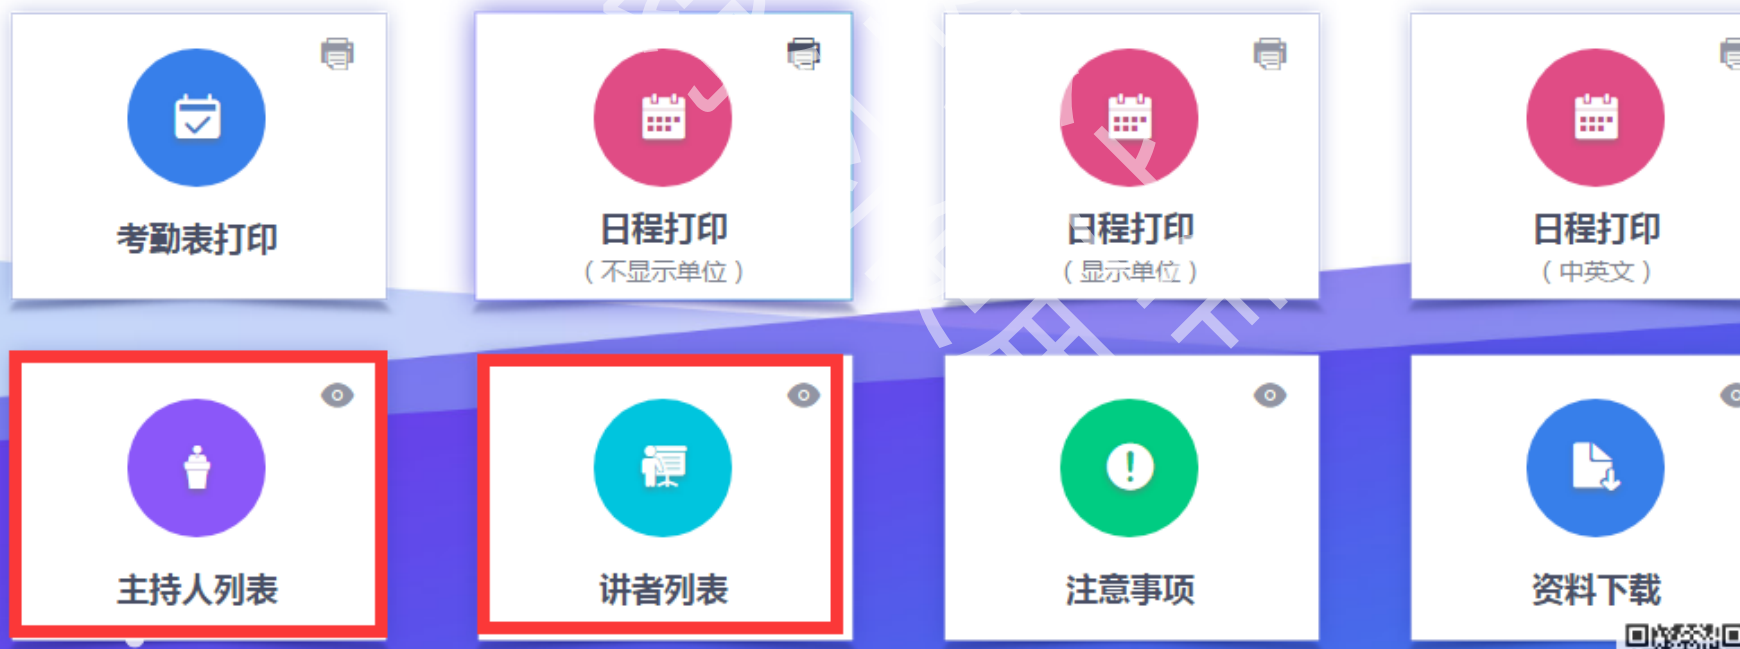 考勤表打印
日程打印
（不显示单位）
日程打印
（显示单位）
日程打印
（中英文）
主持人列表
讲者列表
注意事项
资料下载